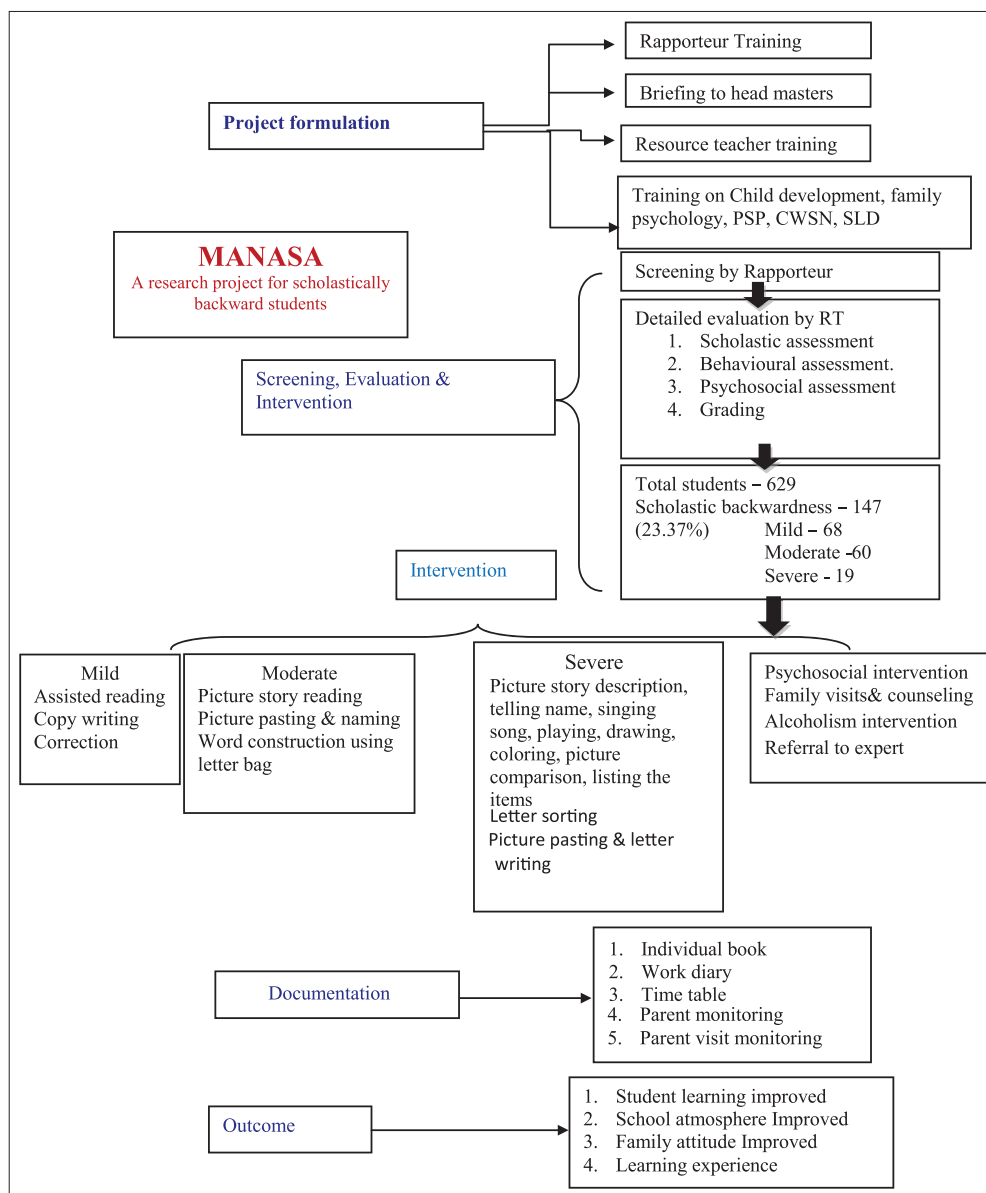 Rapporteur Training
Briefing to head masters
Project formulation
Resource teacher training
Training on Child development, family
psychology, PSP, CWSN, SLD
MANASA
A research project for scholastically
backward students
Screening by Rapporteur
Detailed evaluation by RT
1. Scholastic assessment
2. Behavioural assessment.
3. Psychosocial assessment
4. Grading
Screening, Evaluation &
Intervention
Total students – 629
Scholastic backwardness – 147
(23.37%) Mild – 68
Moderate -60
Severe - 19
Intervention
Mild
Assisted reading
Copy writing
Correction
Moderate
Picture story reading
Picture pasting & naming
Word construction using
letter bag
Severe
Picture story description,
telling name, singing
song, playing, drawing,
coloring, picture
comparison, listing the
items
Letter sorting
Picture pasting & letter
writing
Psychosocial intervention
Family visits& counseling
Alcoholism intervention
Referral to expert
Documentation
1. Individual book
2. Work diary
3. Time table
4. Parent monitoring
5. Parent visit monitoring
Outcome
1. Student learning improved
2. School atmosphere Improved
3. Family attitude Improved
4. Learning experience